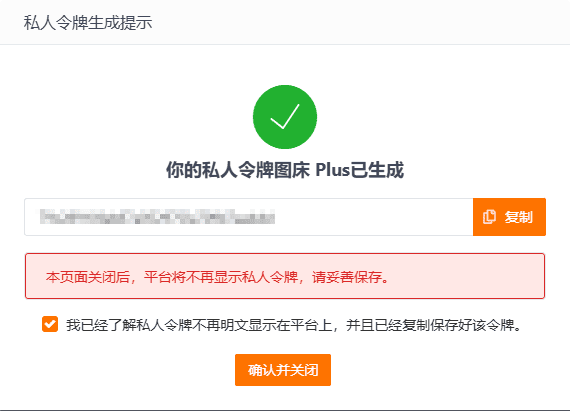 私人令牌生成提示
你的私人令牌图床 Plus已生成
复制
本页面关闭后，平台将不再显示私人令牌，请妥善保存。
我已经了解私人令牌不再明文显示在平台上，并且已经复制保存好该令牌。
确认并关闭